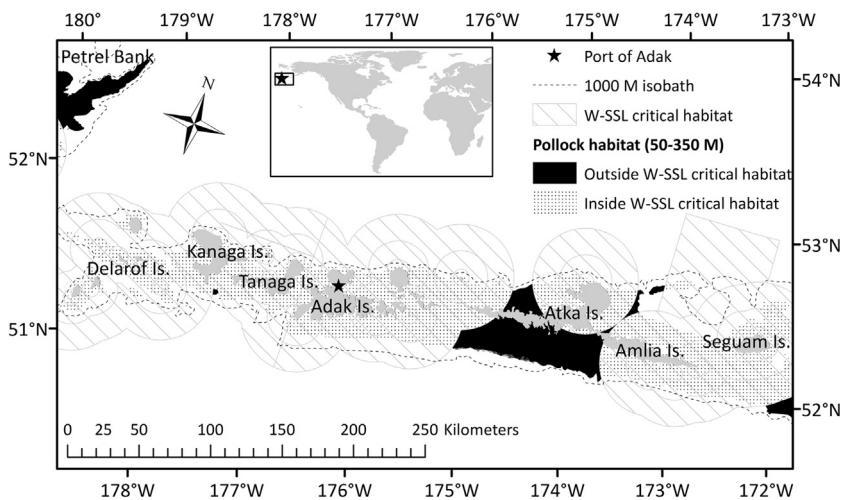 180° 179°W 178°W 177°W 176°W 175°W 174°W 173°W
Petrel Bank
N
★ Port of Adak
1000 M isobath
W-SSL critical habitat
Pollock habitat (50-350 M)
Outside W-SSL critical habitat
Inside W-SSL critical habitat
54°N
52°N
53°N
Kanaga Is.
Delarof Is.
Tanaga Is.
Adak Is.
Atka Is.
51°N
Amlia Is.
Seguam Is.
52°N
0 25 50 100 150 200 250 Kilometers
178°W 177°W 176°W 175°W 174°W 173°W 172°W